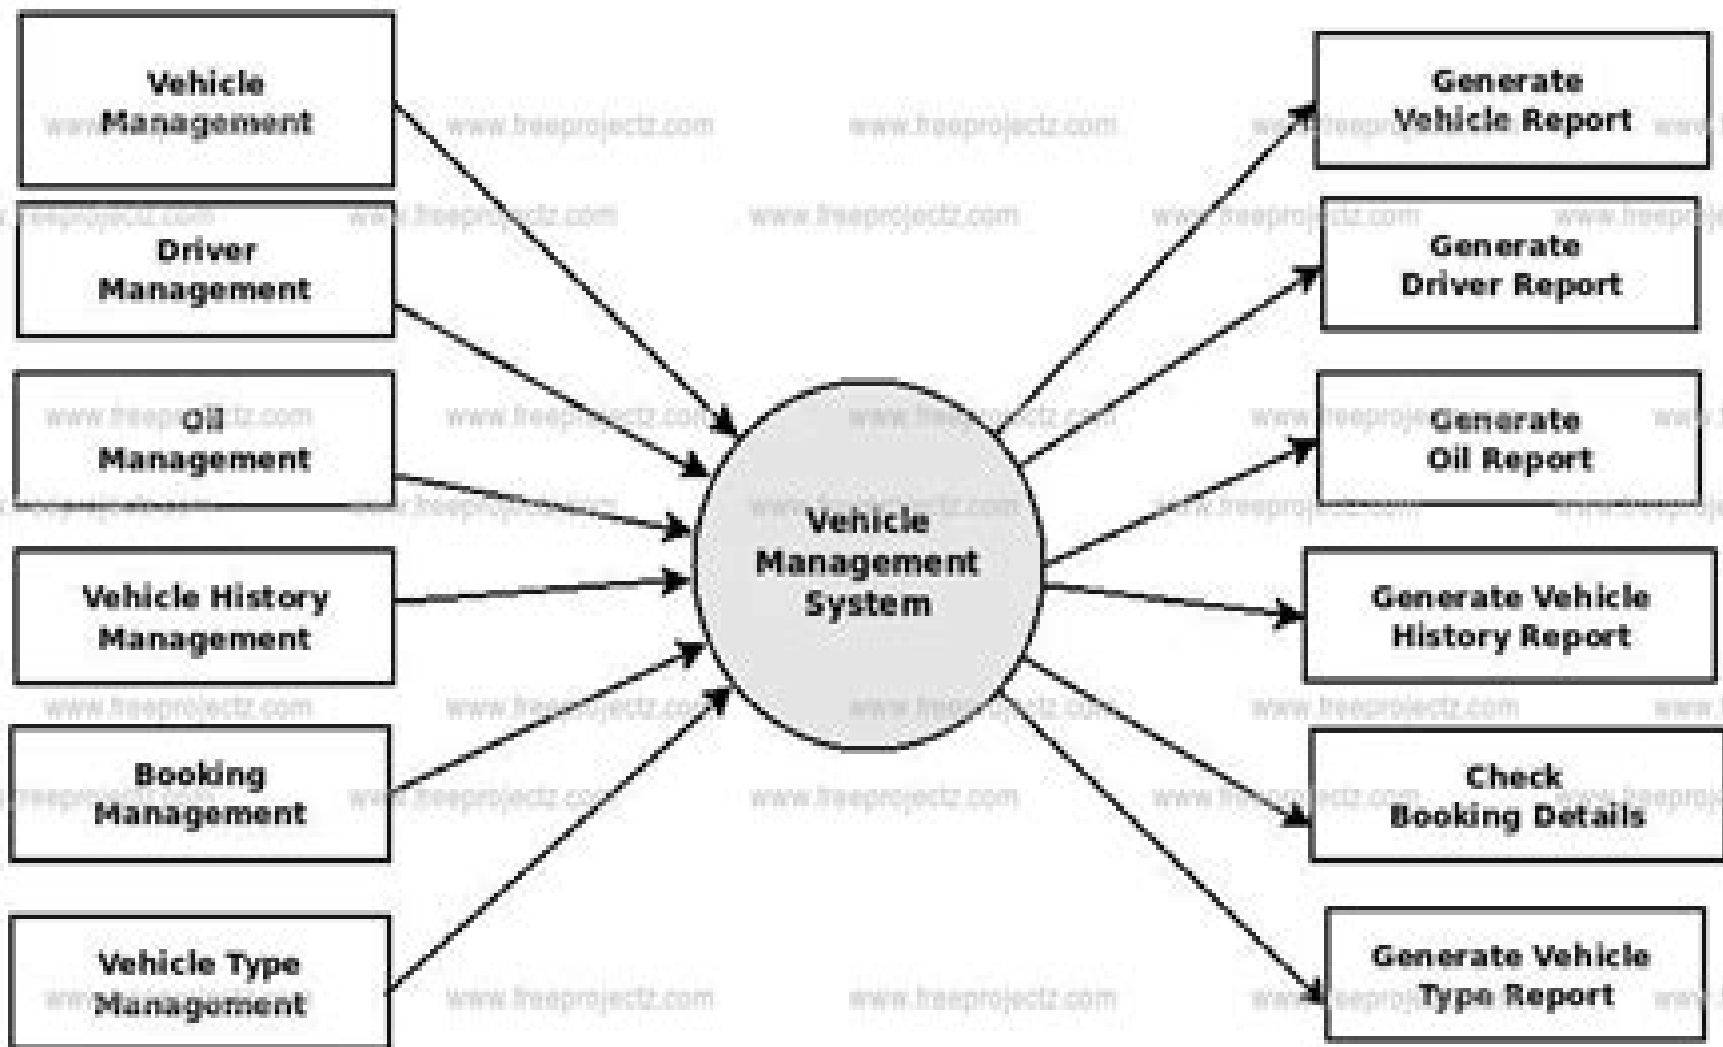 Vehicle
Management
Driver
Management
Oil
Management
Vehicle History
Management
Booking
Management
Vehicle Type
Management
Vehicle
Management
System
Generate
Vehicle Report
Generate
Driver Report
Generate
Oil Report
Generate Vehicle
History Report
Check
Booking Details
Generate Vehicle
Type Report
www.freeprojectz.com